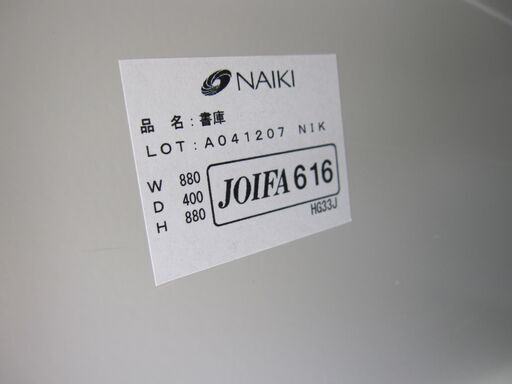 NAIKI
品 名：書庫
LOT：A041207 NIK
W 880
D 400
H 880
JOIFA 616
HG33J